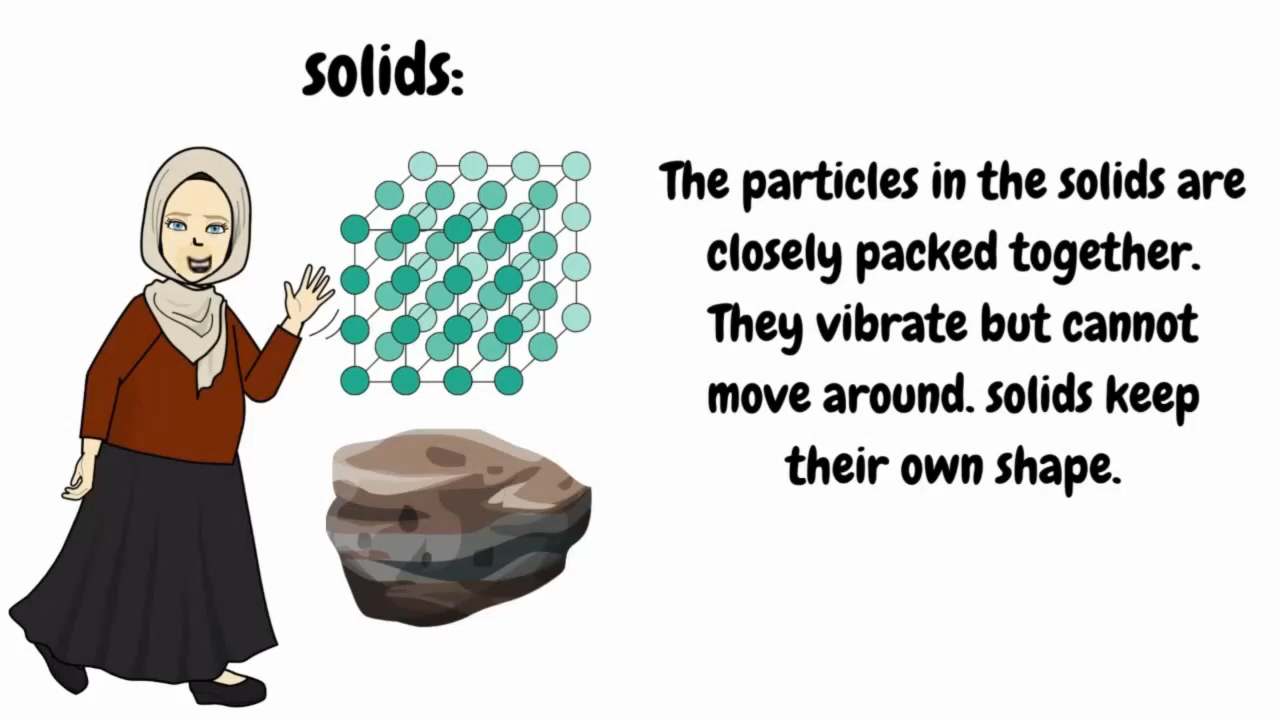 solids:
The particles in the solids are
closely packed together.
They vibrate but cannot
move around. solids keep
their own shape.